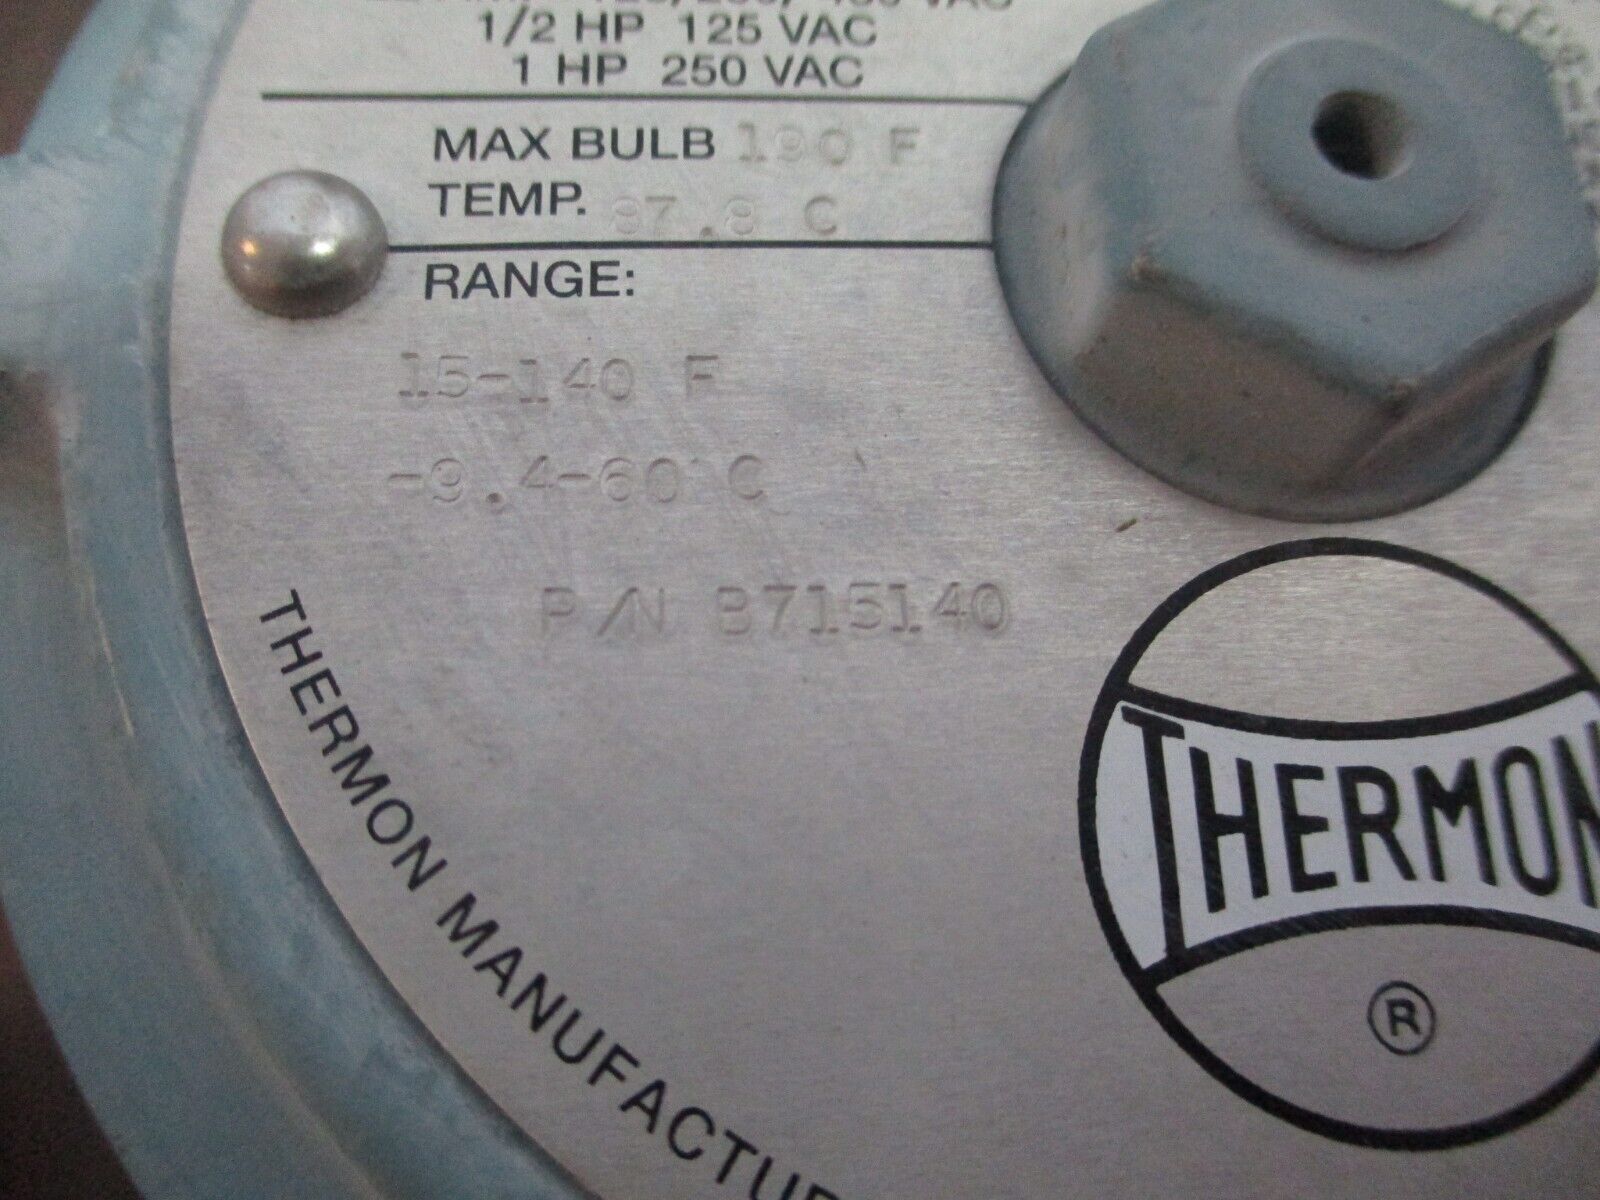 1/2 HP 125 VAC
1 HP 250 VAC
MAX BULB 190 F
TEMP. 87.8 C
RANGE:
15-140 F
-9.4-60 C
P/N B715140
THERMON MANUFACTU
THERMON
®